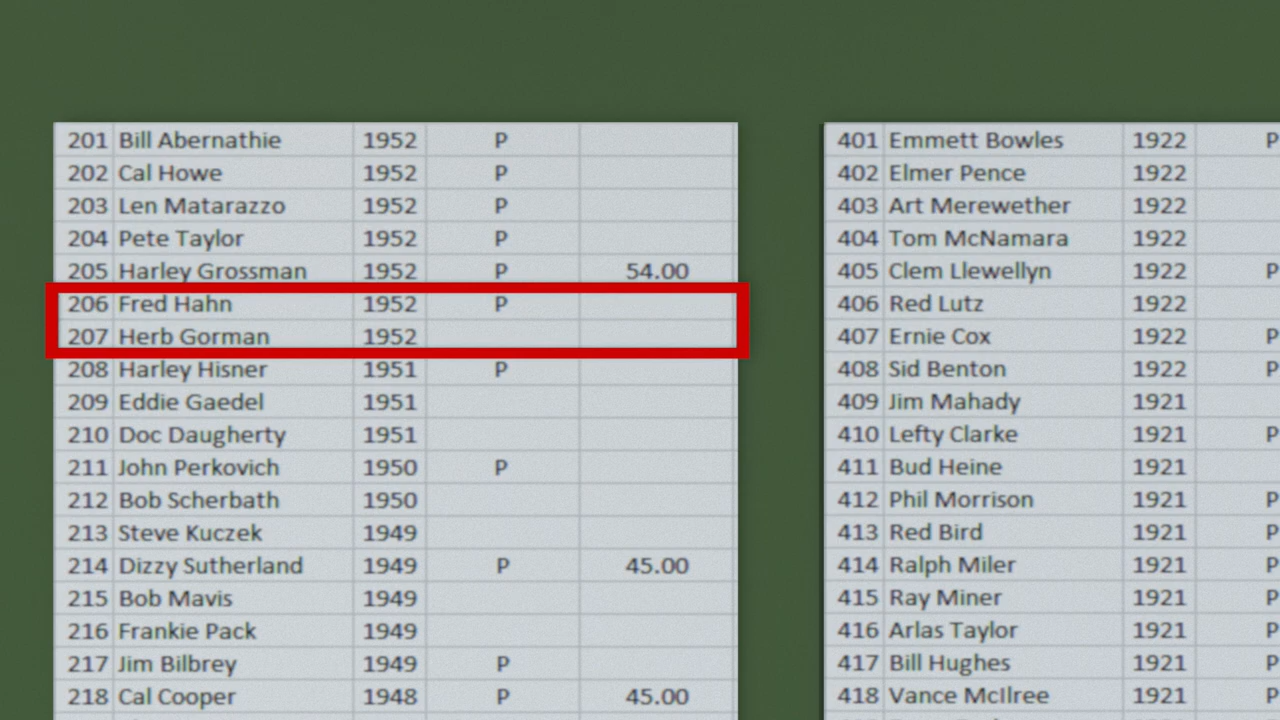 201 Bill Abernathie 1952 P
202 Cal Howe 1952 P
203 Len Matarazzo 1952 P
204 Pete Taylor 1952 P
205 Harley Grossman 1952 P 54.00
206 Fred Hahn 1952 P
207 Herb Gorman 1952
208 Harley Hisner 1951 P
209 Eddie Gaedel 1951
210 Doc Daugherty 1951
211 John Perkovich 1950 P
212 Bob Scherbath 1950
213 Steve Kuczek 1949
214 Dizzy Sutherland 1949 P 45.00
215 Bob Mavis 1949
216 Frankie Pack 1949
217 Jim Bilbrey 1949 P
218 Cal Cooper 1948 P 45.00
401 Emmett Bowles 1922 P
402 Elmer Pence 1922
403 Art Merewether 1922
404 Tom McNamara 1922
405 Clem Llewellyn 1922 P
406 Red Lutz 1922
407 Ernie Cox 1922 P
408 Sid Benton 1922 P
409 Jim Mahady 1921
410 Lefty Clarke 1921 P
411 Bud Heine 1921
412 Phil Morrison 1921 P
413 Red Bird 1921 P
414 Ralph Miler 1921 P
415 Ray Miner 1921 P
416 Arlas Taylor 1921 P
417 Bill Hughes 1921 P
418 Vance McIlree 1921 P